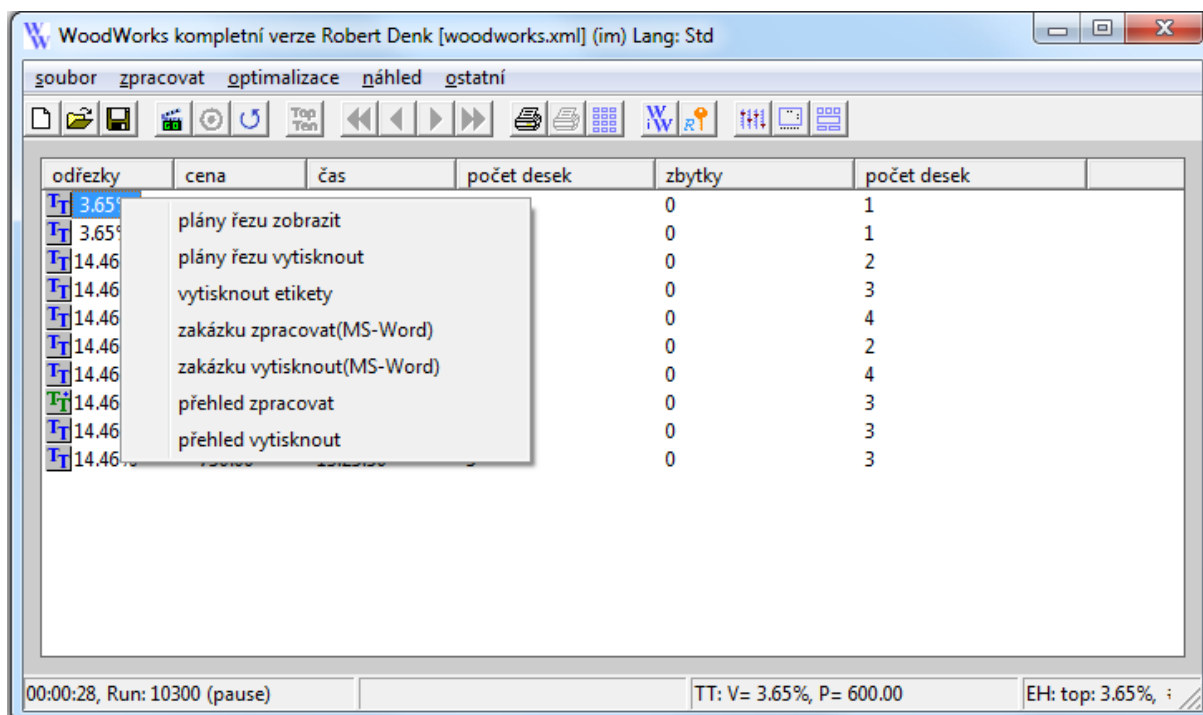 WoodWorks kompletní verze Robert Denk [woodworks.xml] (im) Lang: Std
soubor zpracovat optimalizace náhled ostatní
Top Ten
odřezky cena čas počet desek zbytky počet desek
3.65% 0 1
3.65% 0 1
14.46 0 2
14.46 0 3
14.46 0 4
14.46 0 2
14.46 0 4
14.46 0 3
14.46 0 3
14.46% 0 3
plány řezu zobrazit
plány řezu vytisknout
vytisknout etikety
zakázku zpracovat(MS-Word)
zakázku vytisknout(MS-Word)
přehled zpracovat
přehled vytisknout
00:00:28, Run: 10300 (pause) TT: V= 3.65%, P= 600.00 EH: top: 3.65%,